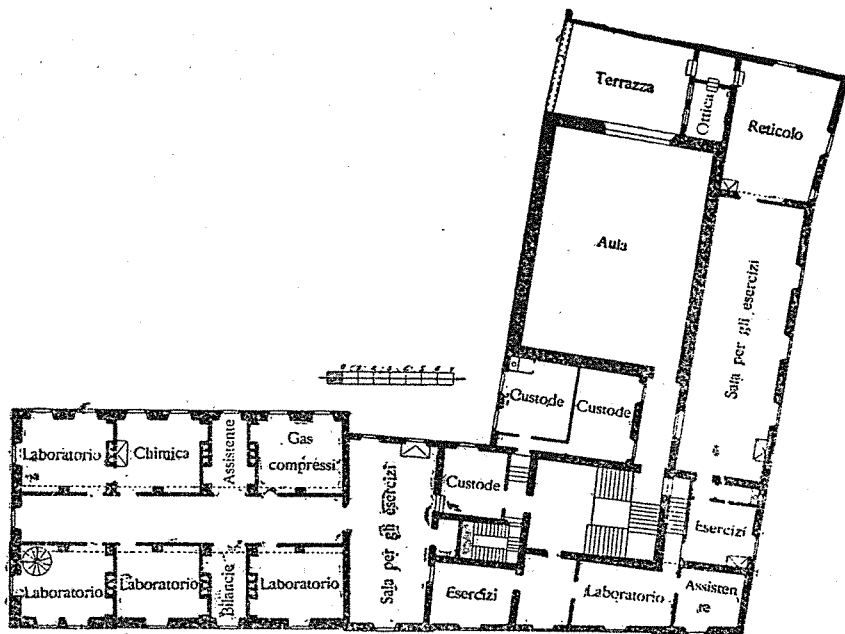 Terrazza
Ottica
Reticolo
Aula
Sala per gli esercizi
Custode
Custode
Laboratorio
Chimica
Assistente
Gas
compressi
Sala per gli esercizi
Custode
Esercizi
Laboratorio
Laboratorio
Bilancie
Laboratorio
Esercizi
Laboratorio
Assisten
re